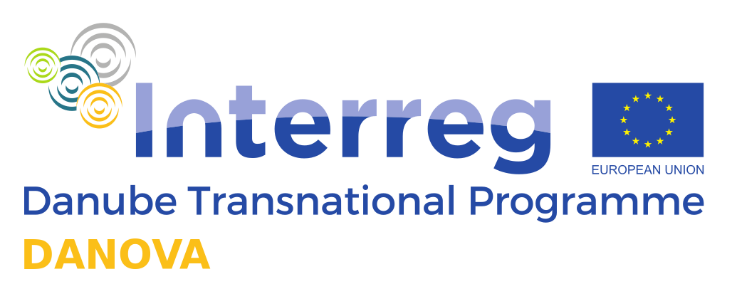 Interreg
EUROPEAN UNION
Danube Transnational Programme
DANOVA